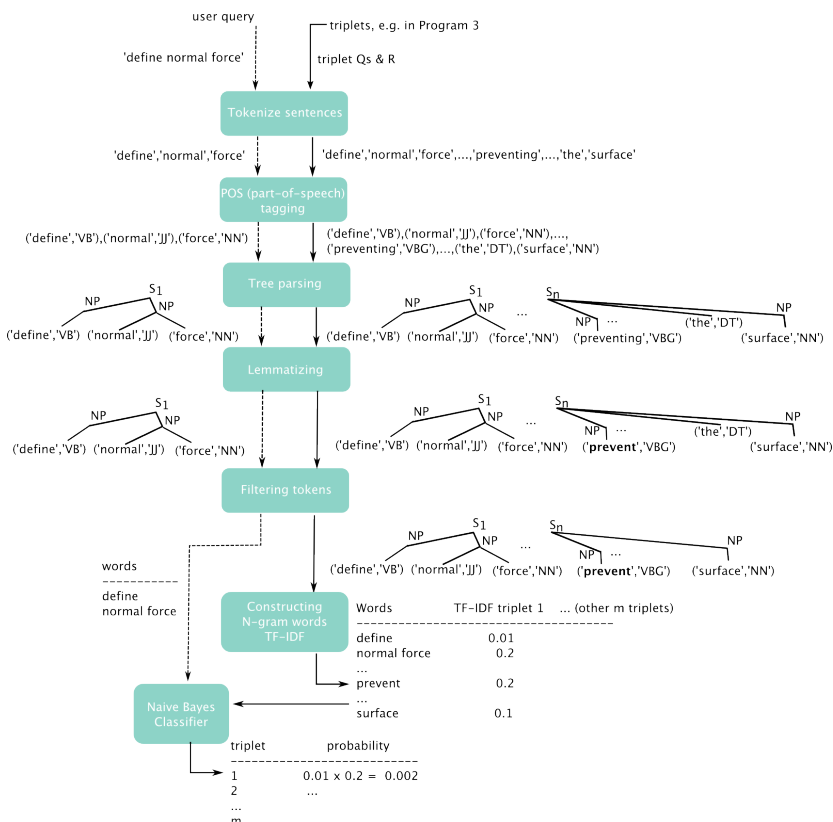 user query
triplets, e.g. in Program 3
'define normal force'
triplet Qs & R
Tokenize sentences
'define','normal','force'
'define','normal','force',...,'preventing',...,'the','surface'
POS (part-of-speech)
tagging
('define','VB'),('normal','JJ'),('force','NN')
('define','VB'),('normal','JJ'),('force','NN'),...,
('preventing','VBG'),...,('the','DT'),('surface','NN')
Tree parsing
S1
NP
NP
('define','VB')
('normal','JJ')
('force','NN')
S1
NP
NP
('define','VB')
('normal','JJ')
('force','NN')
...
Sn
NP
...
('preventing','VBG')
('the','DT')
NP
('surface','NN')
Lemmatizing
S1
NP
NP
('define','VB')
('normal','JJ')
('force','NN')
S1
NP
NP
('define','VB')
('normal','JJ')
('force','NN')
...
Sn
NP
...
('prevent','VBG')
('the','DT')
NP
('surface','NN')
Filtering tokens
S1
NP
NP
('define','VB')
('normal','JJ')
('force','NN')
...
Sn
NP
...
('prevent','VBG')
NP
('surface','NN')
words
define
normal force
Constructing
N-gram words
TF-IDF
Words TF-IDF triplet 1 ... (other m triplets)
define 0.01
normal force 0.2
...
prevent 0.2
...
surface 0.1
Naive Bayes
Classifier
triplet probability
1 0.01 x 0.2 = 0.002
2 ...
...
m